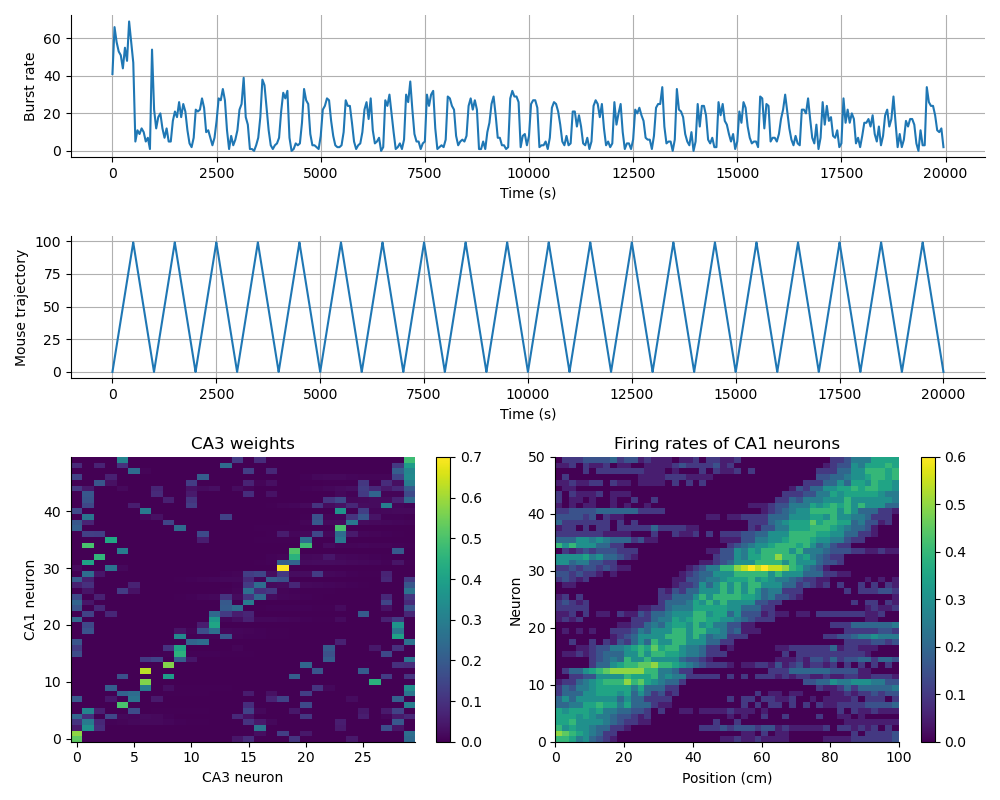 Burst rate
60
40
20
0
0 2500 5000 7500 10000 12500 15000 17500 20000
Time (s)
Mouse trajectory
100
75
50
25
0
0 2500 5000 7500 10000 12500 15000 17500 20000
Time (s)
CA3 weights
CA1 neuron
40
30
20
10
0
0 5 10 15 20 25
CA3 neuron
0.7
0.6
0.5
0.4
0.3
0.2
0.1
0.0
Firing rates of CA1 neurons
Neuron
50
40
30
20
10
0
0 20 40 60 80 100
Position (cm)
0.6
0.5
0.4
0.3
0.2
0.1
0.0